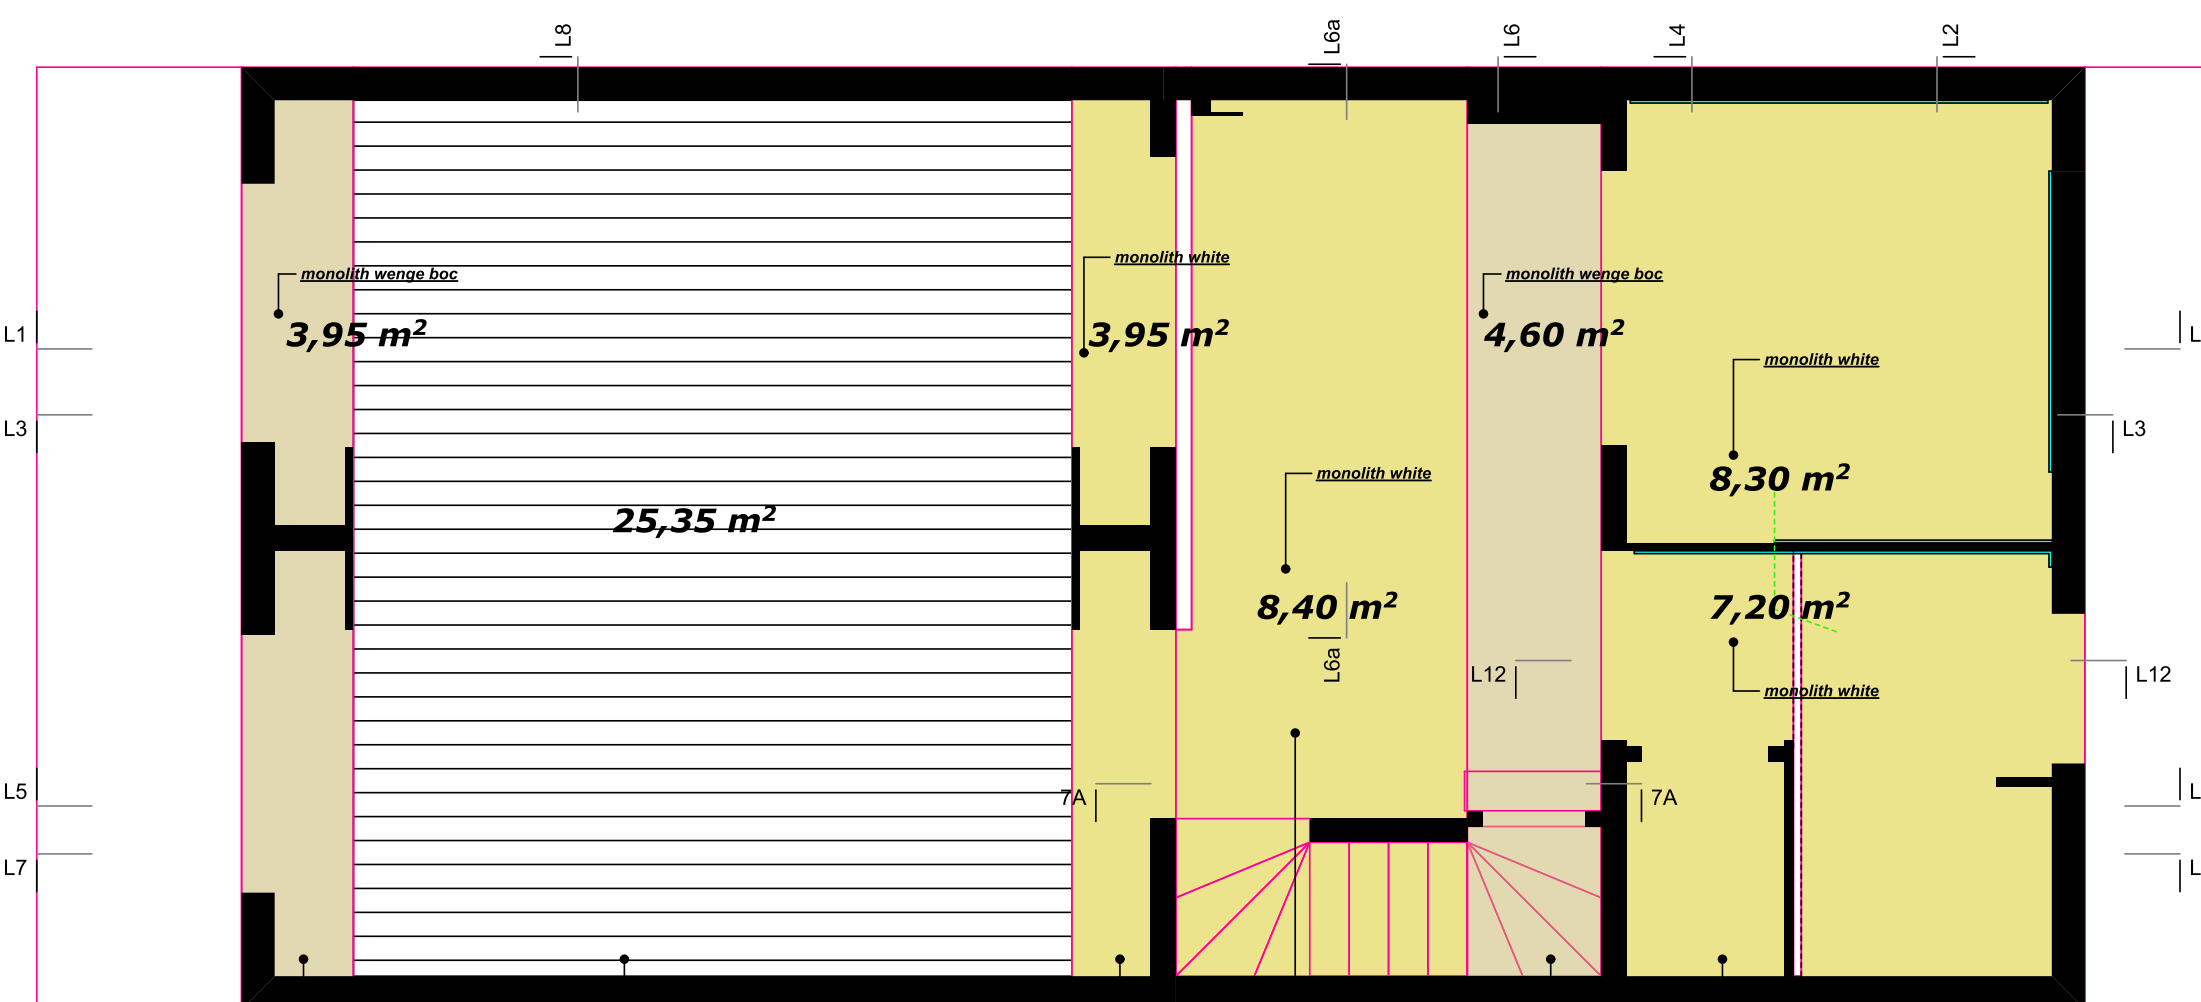 L8
L6a
L6
L4
L2
monolith white
monolith wenge boc
monolith wenge boc
L1
3,95 m²
3,95 m²
4,60 m²
L
monolith white
L3
L3
monolith white
8,30 m²
25,35 m²
8,40 m²
7,20 m²
L6a
L12
L12
monolith white
L5
7A
7A
L
L7
L